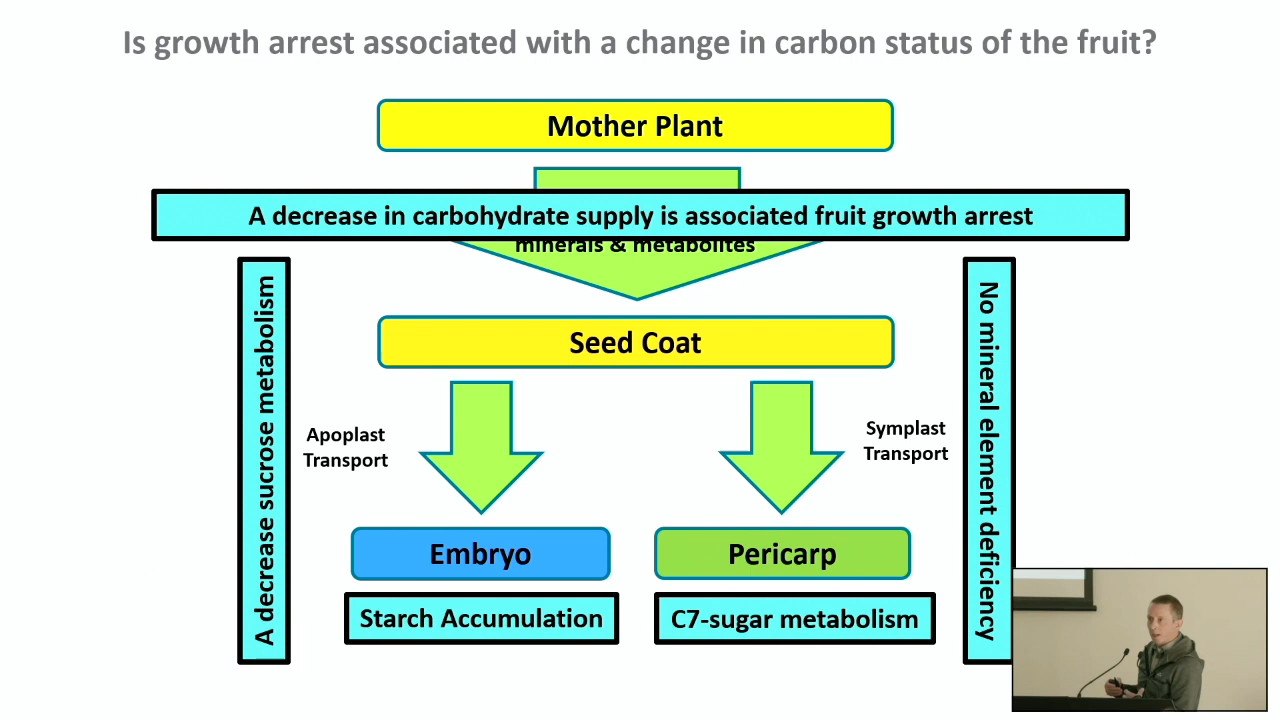 Is growth arrest associated with a change in carbon status of the fruit?
Mother Plant
A decrease in carbohydrate supply is associated fruit growth arrest
minerals & metabolites
A decrease sucrose metabolism
No mineral element deficiency
Seed Coat
Apoplast
Transport
Symplast
Transport
Embryo
Pericarp
Starch Accumulation
C7-sugar metabolism